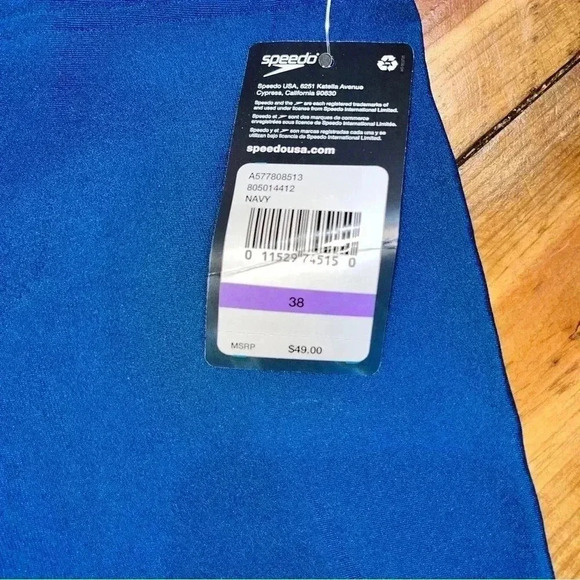 speedo
Speedo USA, 6251 Katella Avenue
Cypress, California 90630
Speedo and the are each registered trademarks of
and used under license from Speedo International Limited.
Speedo et sont des marques de commerce
enregistrées sous licence de Speedo International Limitée.
Speedo y el son marcas registradas cada una y se
utilizan bajo licencia de Speedo International Limited.
speedousa.com
A577808513
805014412
NAVY
0 11529 74515 0
38
MSRP $49.00